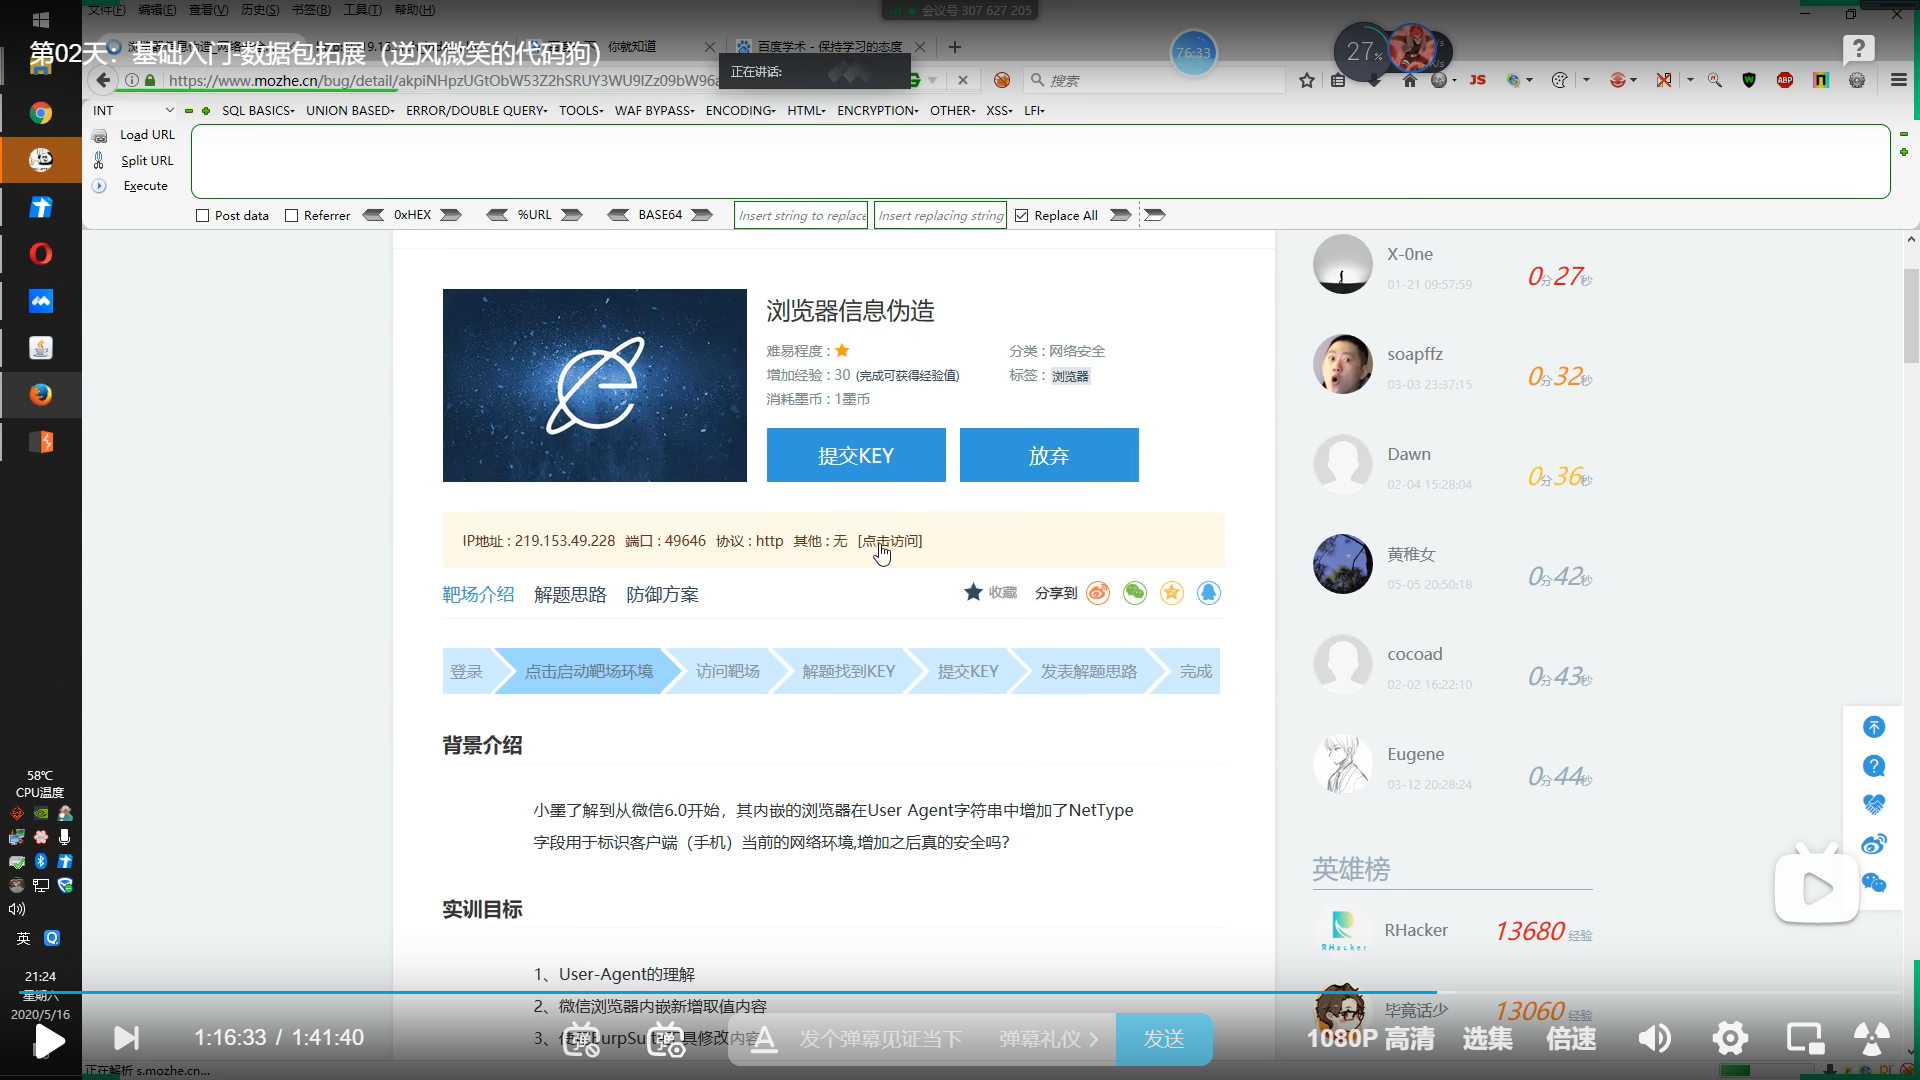 文件(F) 编辑(E) 查看(V) 历史(S) 书签(B) 工具(T) 帮助(H)
会议号 307 627 205
第02天：基础入门-数据包拓展（逆风微笑的代码狗）
你就知道
百度学术 - 保持学习的态度
正在讲话:
76:33
27%
https://www.mozhe.cn/bug/detail/akpiNHpzUGtObW53Z2hSRUY3WU9IZz09bW96a
搜索
INT
SQL BASICS UNION BASED ERROR/DOUBLE QUERY TOOLS WAF BYPASS ENCODING HTML ENCRYPTION OTHER XSS LFI
Load URL
Split URL
Execute
Post data Referrer 0xHEX %URL BASE64 Insert string to replace Insert replacing string Replace All
浏览器信息伪造
难易程度 : 分类 : 网络安全
增加经验 : 30 (完成可获得经验值) 标签 : 浏览器
消耗墨币 : 1墨币
提交KEY 放弃
IP地址 : 219.153.49.228 端口 : 49646 协议 : http 其他 : 无 [点击访问]
靶场介绍 解题思路 防御方案 收藏 分享到
登录 点击启动靶场环境 访问靶场 解题找到KEY 提交KEY 发表解题思路 完成
背景介绍
小墨了解到从微信6.0开始，其内嵌的浏览器在User Agent字符串中增加了NetType
字段用于标识客户端（手机）当前的网络环境,增加之后真的安全吗?
实训目标
1、User-Agent的理解
2、微信浏览器内嵌新增取值内容
X-0ne
01-21 09:57:59
0分27秒
soapffz
03-03 23:37:15
0分32秒
Dawn
02-04 15:28:04
0分36秒
黄稚女
05-05 20:50:18
0分42秒
cocoad
02-02 16:22:10
0分43秒
Eugene
03-12 20:28:24
0分44秒
英雄榜
RHacker
RHacker 13680 经验
毕竟话少 13060 经验
58℃
CPU温度
英
21:24
星期六
2020/5/16
1:16:33 / 1:41:40
发个弹幕见证当下 弹幕礼仪 发送
1080P 高清 选集 倍速
正在解析 s.mozhe.cn...